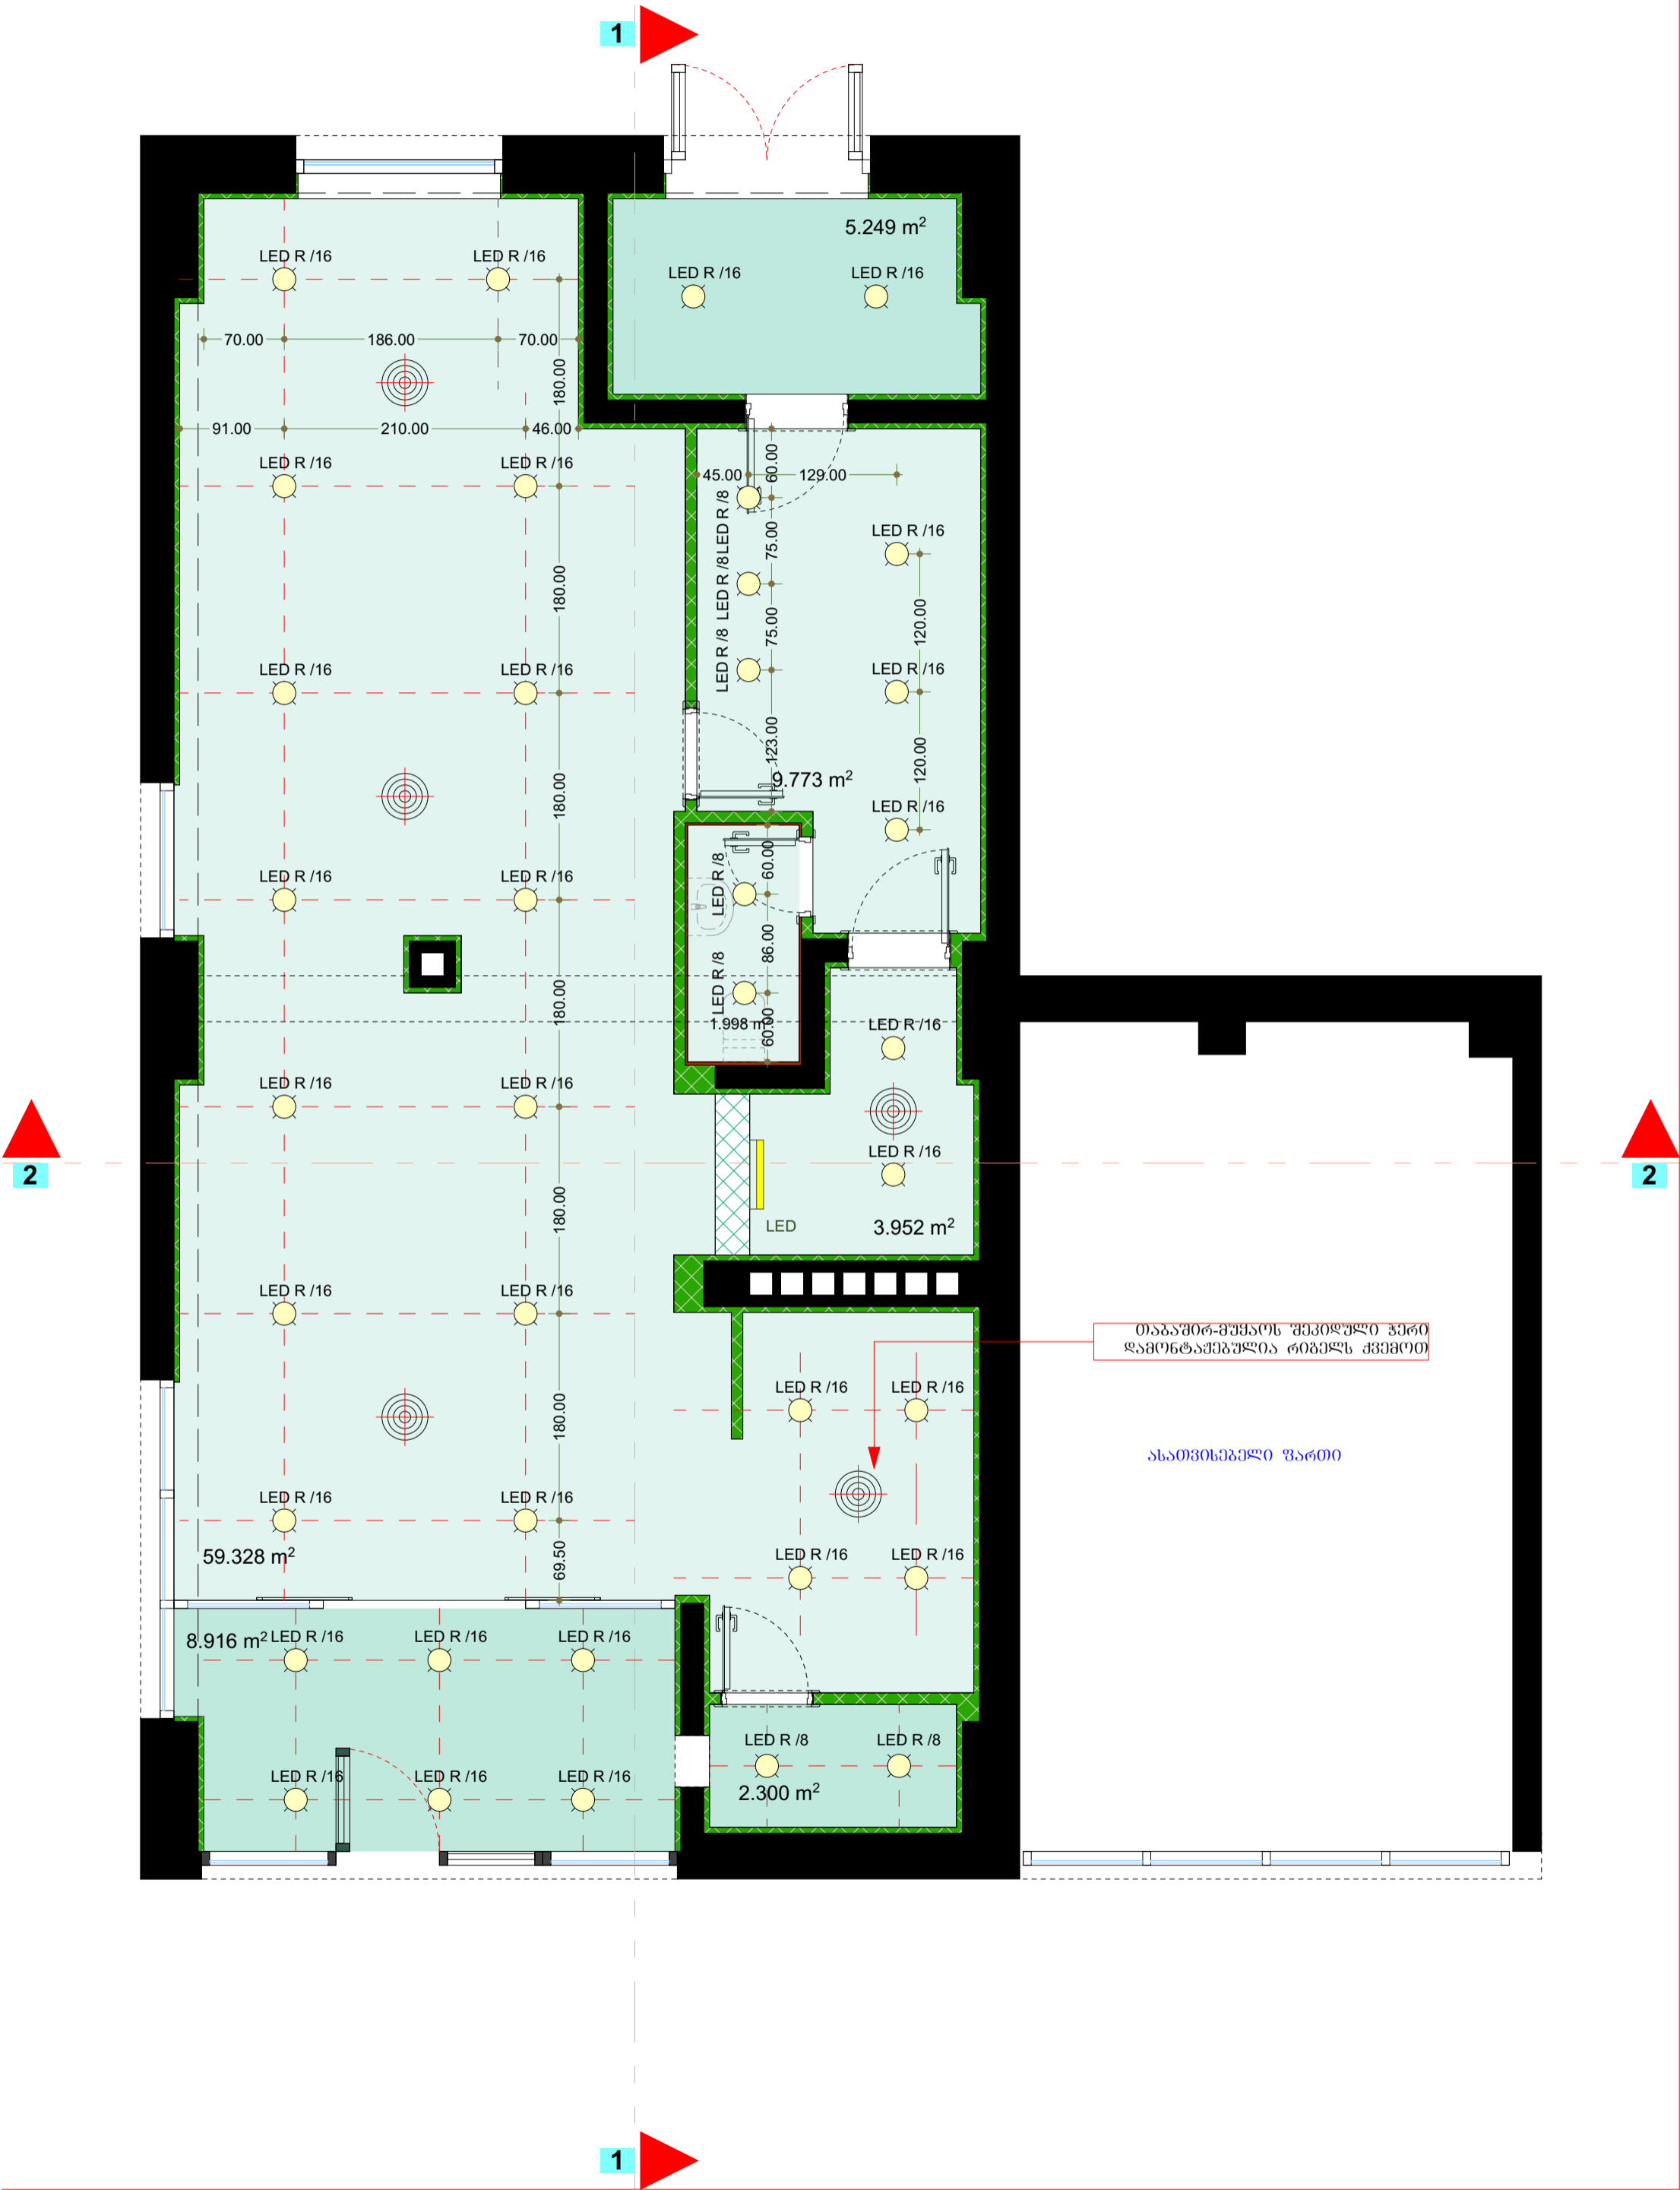 1
5.249 m²
LED R /16 LED R /16
LED R /16 LED R /16
70.00 186.00 70.00
180.00
91.00 210.00 46.00
LED R /16 LED R /16
45.00 129.00
60.00
LED R /8
75.00
LED R /8
75.00
LED R /8
123.00
LED R /16
120.00
LED R /16
120.00
LED R /16
9.773 m²
180.00
LED R /16 LED R /16
180.00
LED R /16 LED R /16
LED R /8
60.00
86.00
LED R /8
60.00
1.998 m²
180.00
LED R /16
LED R /16 LED R /16
LED R /16
2
2
180.00
LED
3.952 m²
LED R /16 LED R /16
თაბაშირ-მუყაოს შეკიდული ჭერი
დამონტაჟებულია რიგელს ქვემოთ
180.00
LED R /16 LED R /16
ასათვისებელი ფართი
LED R /16 LED R /16
69.50
59.328 m²
LED R /16 LED R /16
8.916 m²
LED R /16 LED R /16 LED R /16
LED R /8 LED R /8
LED R /16 LED R /16 LED R /16
2.300 m²
1